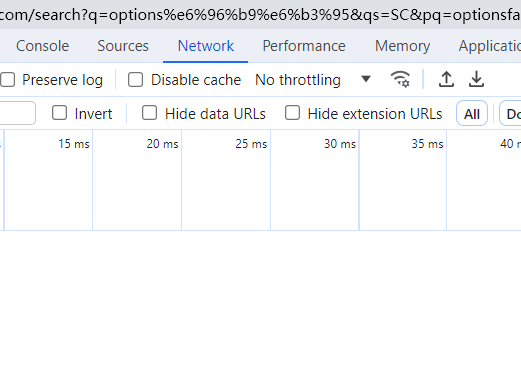 com/search?q=options%e6%96%b9%e6%b3%95&qs=SC&pq=optionsfa
Console Sources Network Performance Memory Applicatio
Preserve log Disable cache No throttling
Invert Hide data URLs Hide extension URLs All Do
15 ms 20 ms 25 ms 30 ms 35 ms 40